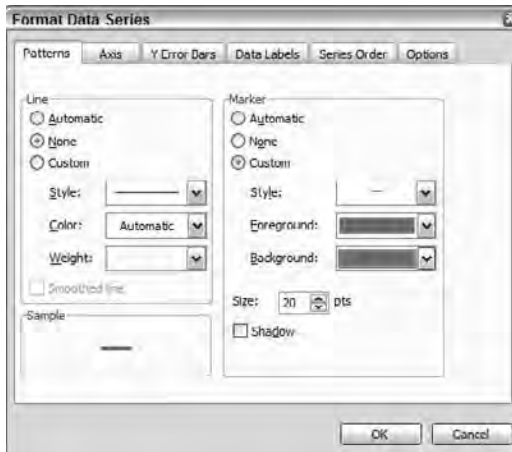 Format Data Series
Patterns Axis Y Error Bars Data Labels Series Order Options
Line
Automatic
None
Custom
Style:
Color: Automatic
Weight:
Smoothed line
Sample
Marker
Automatic
None
Custom
Style:
Foreground:
Background:
Size: 20 pts
Shadow
OK Cancel